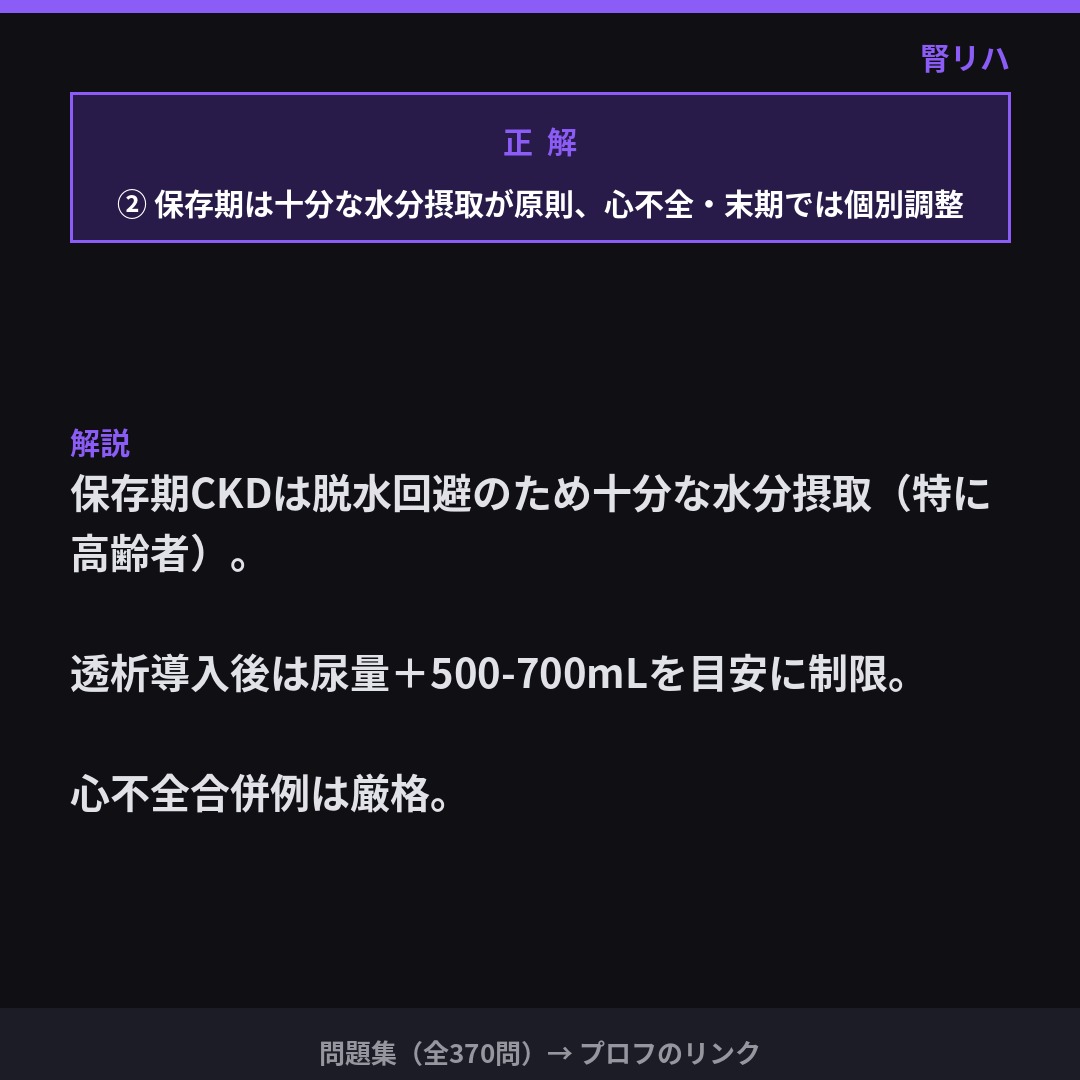 腎リハ
正 解
② 保存期は十分な水分摂取が原則、心不全・末期では個別調整
解説
保存期CKDは脱水回避のため十分な水分摂取（特に
高齢者）。
透析導入後は尿量＋500-700mLを目安に制限。
心不全合併例は厳格。
問題集（全370問）→ プロフのリンク